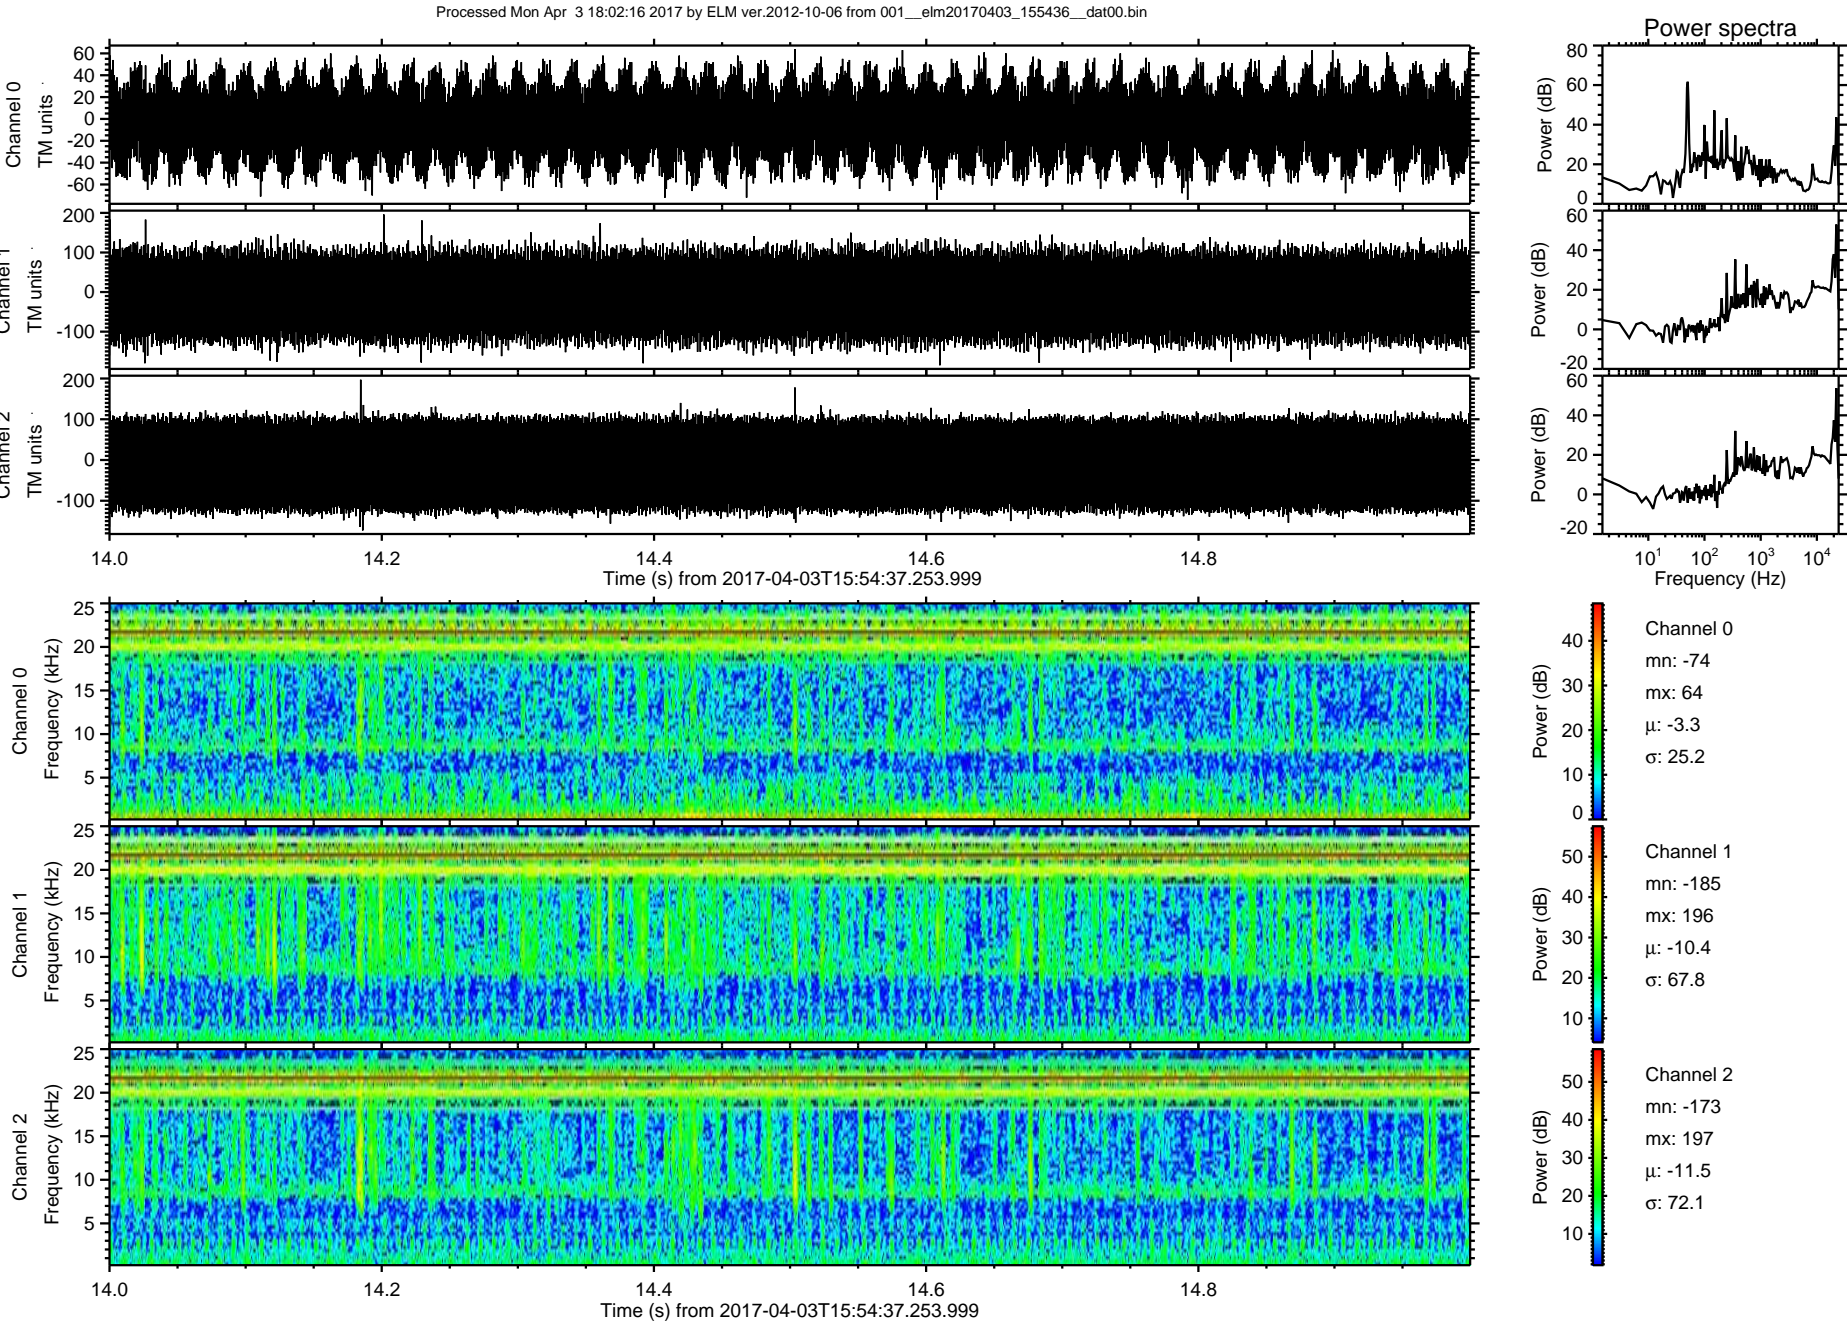 Processed Mon Apr  3 18:02:16 2017 by ELM ver.2012-10-06 from 001__elm20170403_155436__dat00.bin
Power spectra
Channel 0
TM units
60
40
20
0
-20
-40
-60
Power (dB)
80
60
40
20
0
Channel 1
TM units
200
100
0
-100
Power (dB)
60
40
20
0
-20
Channel 2
TM units
200
100
0
-100
Power (dB)
60
40
20
0
-20
14.0 14.2 14.4 14.6 14.8
Time (s) from 2017-04-03T15:54:37.253.999
10¹ 10² 10³ 10⁴
Frequency (Hz)
Channel 0
Frequency (kHz)
25
20
15
10
5
Power (dB)
40
30
20
10
0
Channel 0
mn: -74
mx: 64
μ: -3.3
σ: 25.2
Channel 1
Frequency (kHz)
25
20
15
10
5
Power (dB)
50
40
30
20
10
Channel 1
mn: -185
mx: 196
μ: -10.4
σ: 67.8
Channel 2
Frequency (kHz)
25
20
15
10
5
Power (dB)
50
40
30
20
10
Channel 2
mn: -173
mx: 197
μ: -11.5
σ: 72.1
14.0 14.2 14.4 14.6 14.8
Time (s) from 2017-04-03T15:54:37.253.999